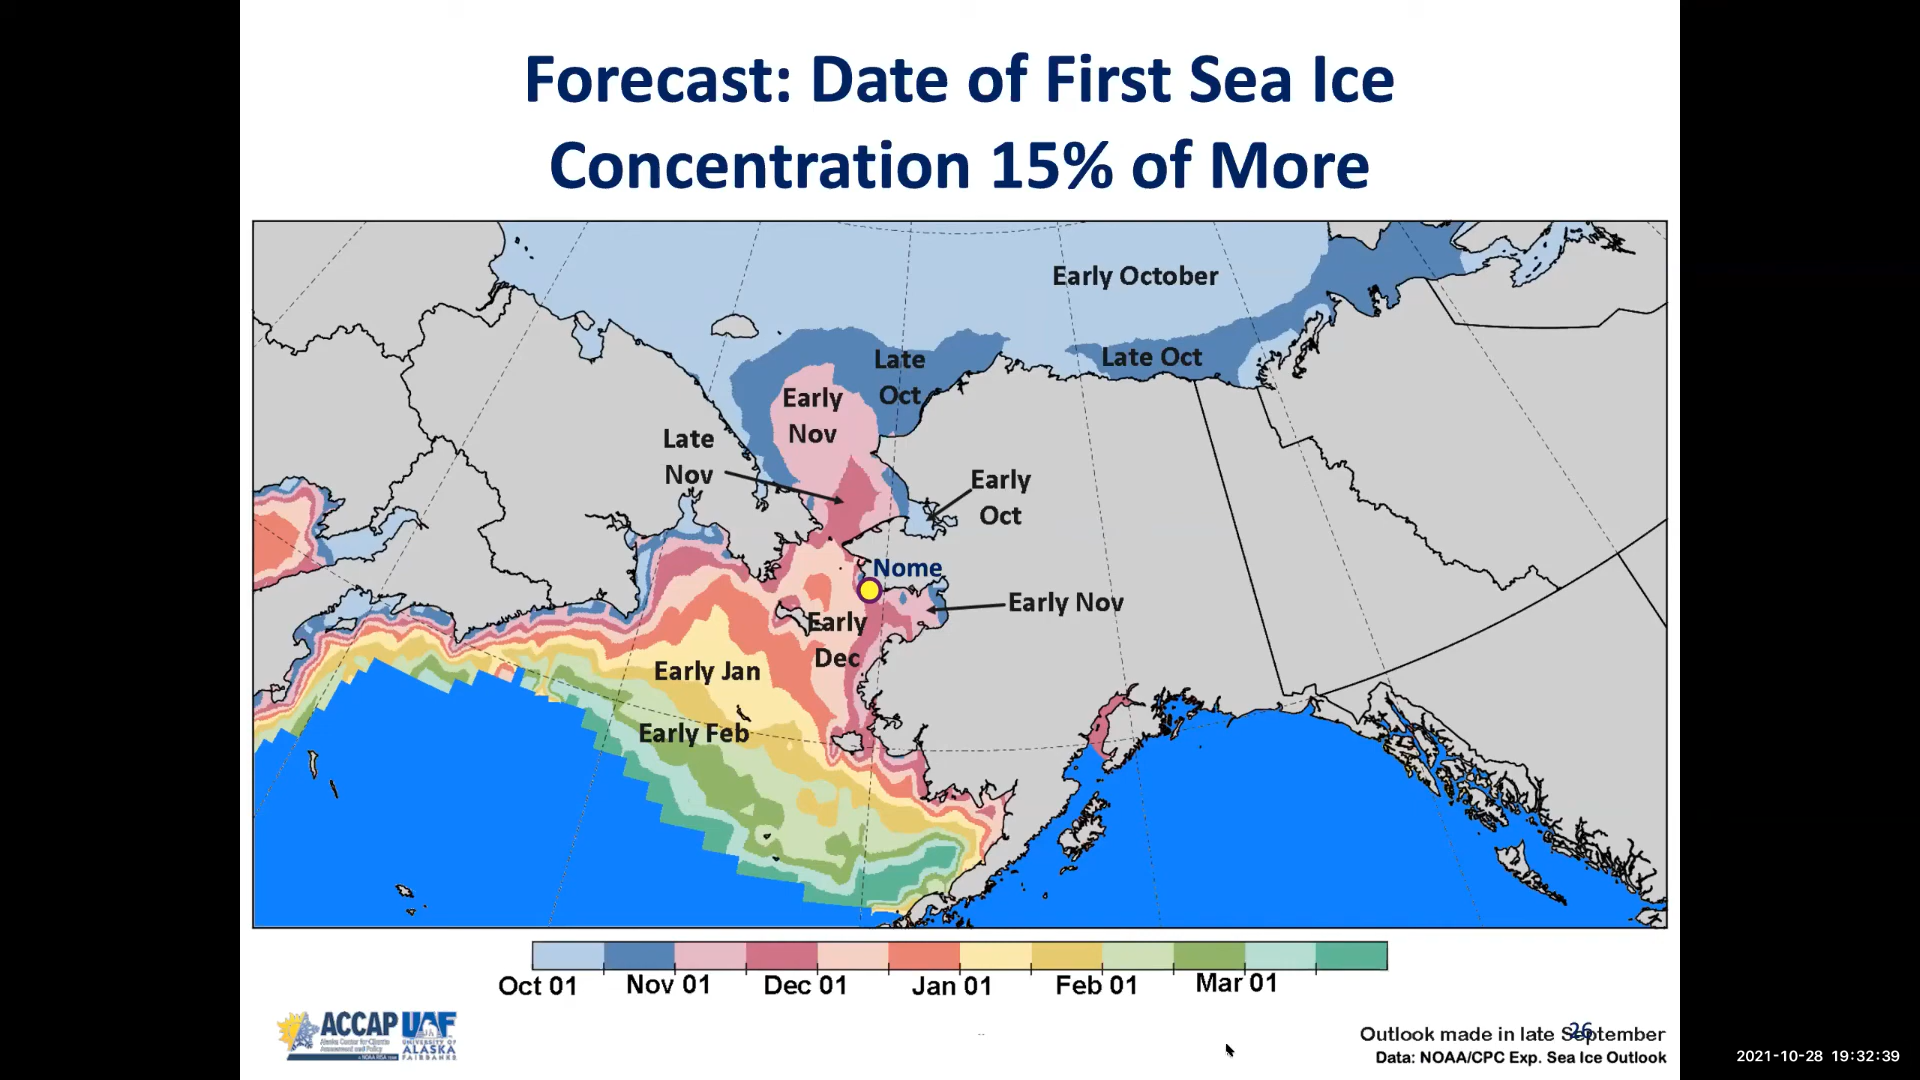 Forecast: Date of First Sea Ice
Concentration 15% of More
Early October
Late
Oct
Late Oct
Early
Nov
Late
Nov
Early
Oct
Nome
Early Nov
Early
Dec
Early Jan
Early Feb
Oct 01
Nov 01
Dec 01
Jan 01
Feb 01
Mar 01
ACCAP
UAF
UNIVERSITY OF
ALASKA
FAIRBANKS
26
Outlook made in late September
Data: NOAA/CPC Exp. Sea Ice Outlook
2021-10-28 19:32:39